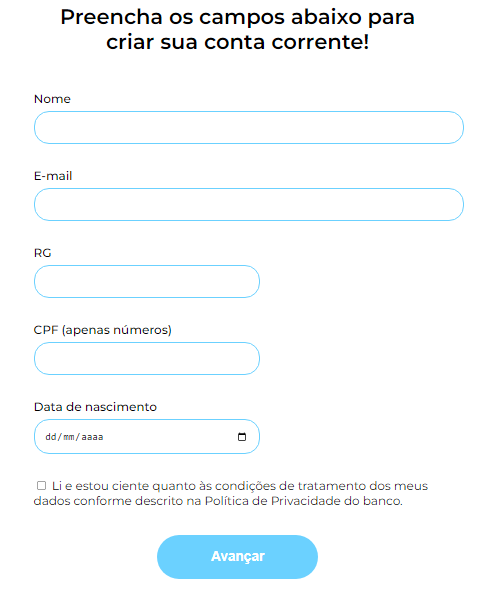 Preencha os campos abaixo para
criar sua conta corrente!
Nome
E-mail
RG
CPF (apenas números)
Data de nascimento
dd/mm/aaaa
Li e estou ciente quanto às condições de tratamento dos meus
dados conforme descrito na Política de Privacidade do banco.
Avançar